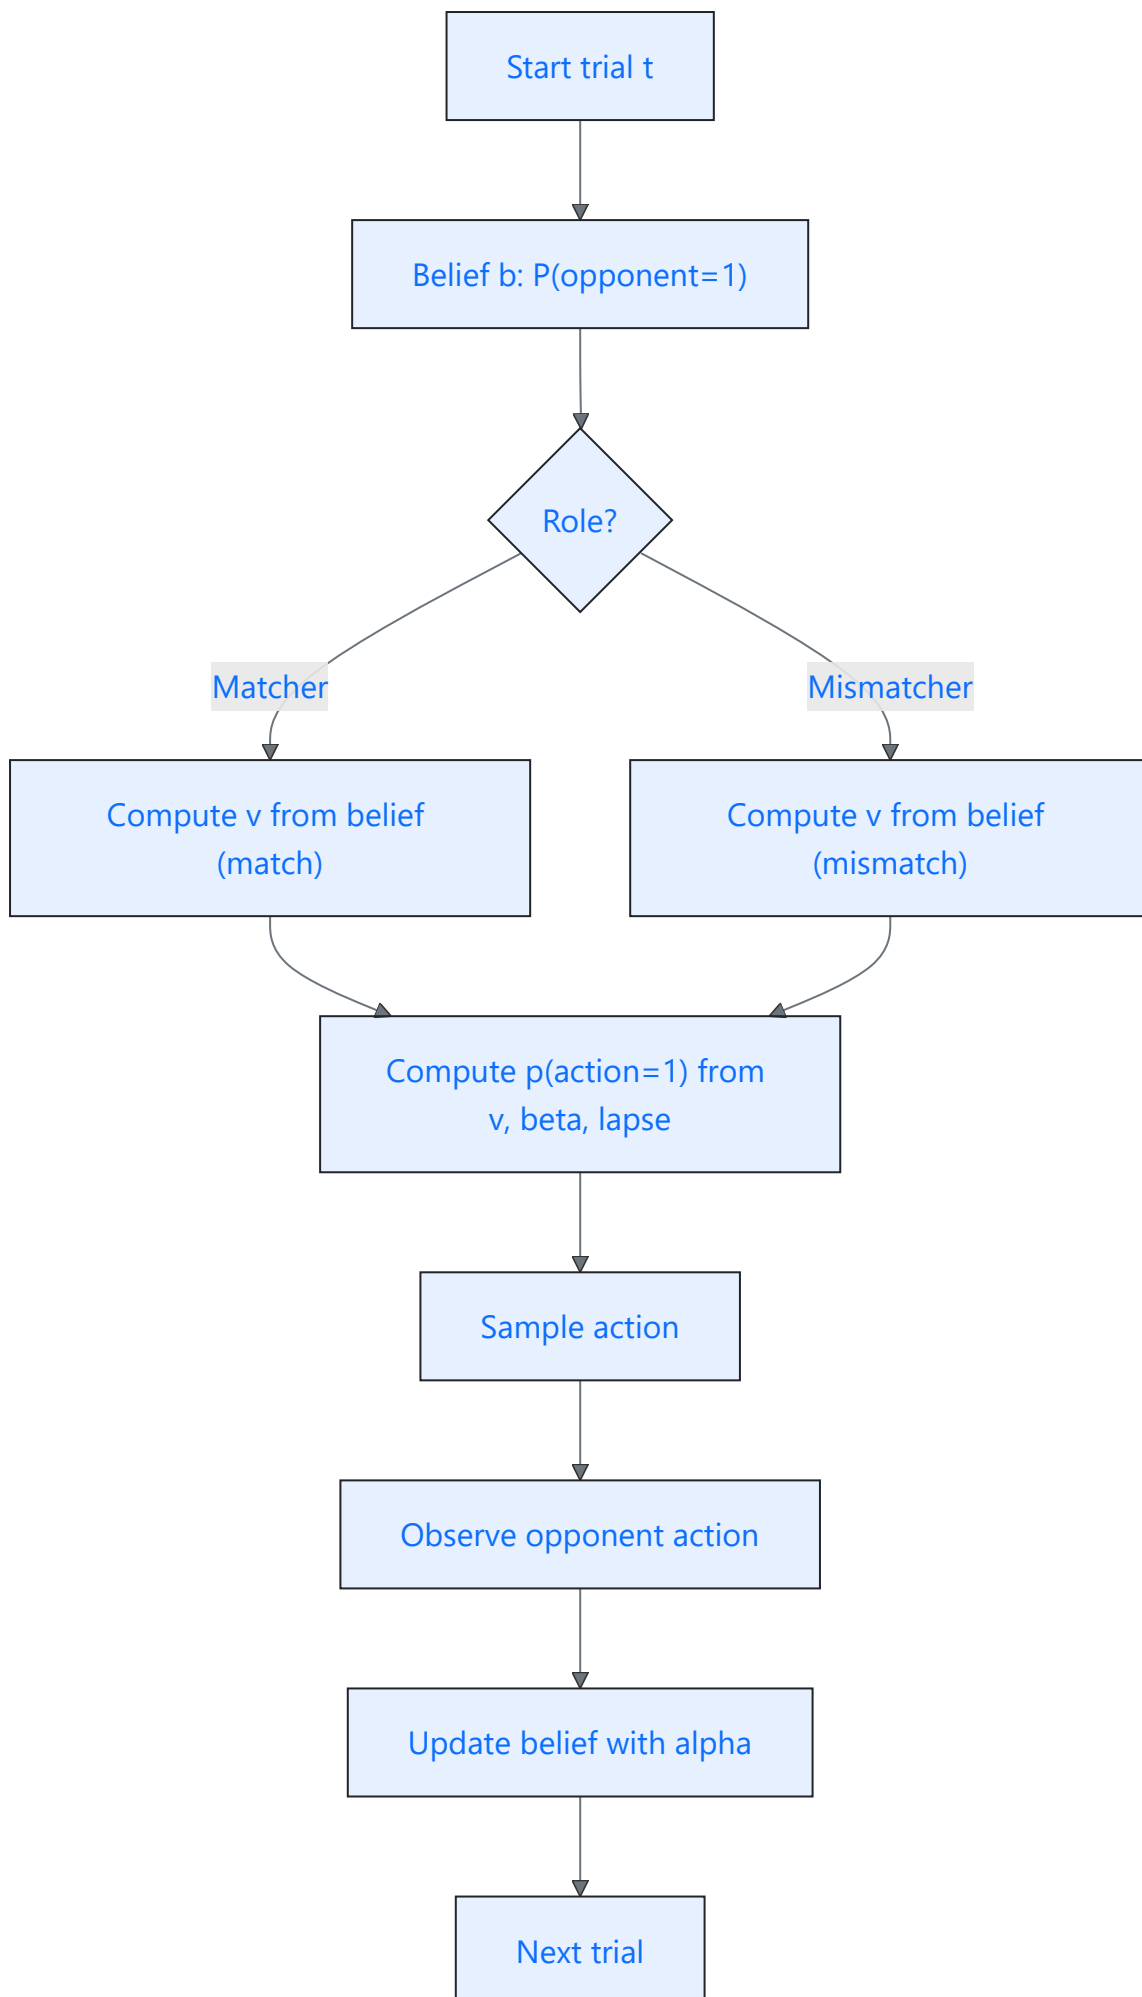 Start trial t
Belief b: P(opponent=1)
Role?
Matcher
Mismatcher
Compute v from belief
(match)
Compute v from belief
(mismatch)
Compute p(action=1) from
v, beta, lapse
Sample action
Observe opponent action
Update belief with alpha
Next trial